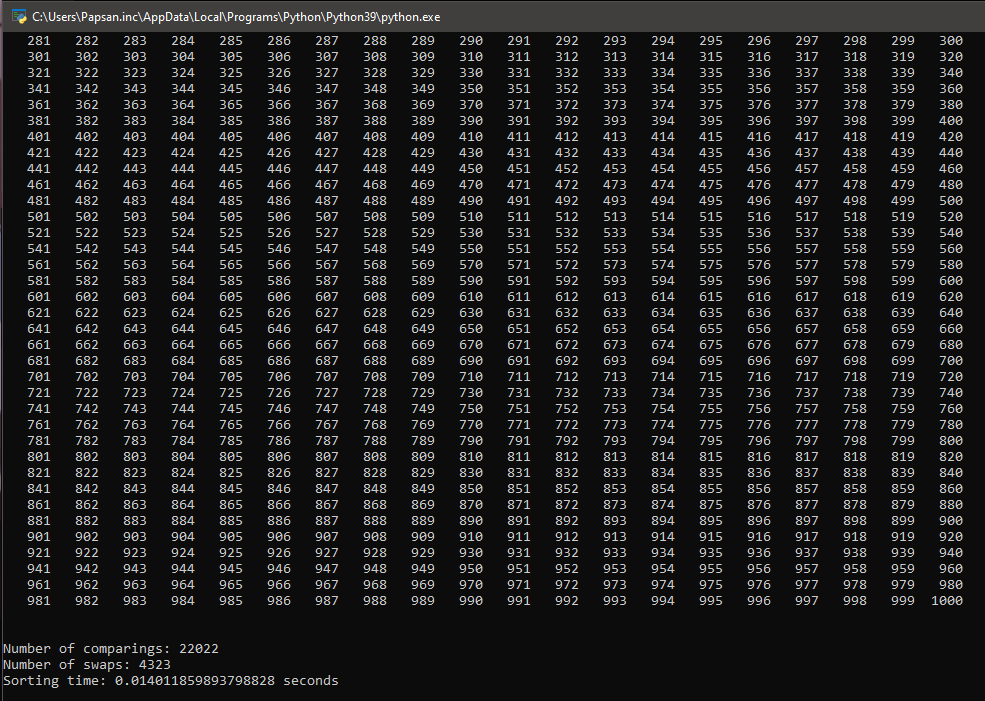 C:\Users\Papsan.inc\AppData\Local\Programs\Python\Python39\python.exe
281 282 283 284 285 286 287 288 289 290 291 292 293 294 295 296 297 298 299 300
301 302 303 304 305 306 307 308 309 310 311 312 313 314 315 316 317 318 319 320
321 322 323 324 325 326 327 328 329 330 331 332 333 334 335 336 337 338 339 340
341 342 343 344 345 346 347 348 349 350 351 352 353 354 355 356 357 358 359 360
361 362 363 364 365 366 367 368 369 370 371 372 373 374 375 376 377 378 379 380
381 382 383 384 385 386 387 388 389 390 391 392 393 394 395 396 397 398 399 400
401 402 403 404 405 406 407 408 409 410 411 412 413 414 415 416 417 418 419 420
421 422 423 424 425 426 427 428 429 430 431 432 433 434 435 436 437 438 439 440
441 442 443 444 445 446 447 448 449 450 451 452 453 454 455 456 457 458 459 460
461 462 463 464 465 466 467 468 469 470 471 472 473 474 475 476 477 478 479 480
481 482 483 484 485 486 487 488 489 490 491 492 493 494 495 496 497 498 499 500
501 502 503 504 505 506 507 508 509 510 511 512 513 514 515 516 517 518 519 520
521 522 523 524 525 526 527 528 529 530 531 532 533 534 535 536 537 538 539 540
541 542 543 544 545 546 547 548 549 550 551 552 553 554 555 556 557 558 559 560
561 562 563 564 565 566 567 568 569 570 571 572 573 574 575 576 577 578 579 580
581 582 583 584 585 586 587 588 589 590 591 592 593 594 595 596 597 598 599 600
601 602 603 604 605 606 607 608 609 610 611 612 613 614 615 616 617 618 619 620
621 622 623 624 625 626 627 628 629 630 631 632 633 634 635 636 637 638 639 640
641 642 643 644 645 646 647 648 649 650 651 652 653 654 655 656 657 658 659 660
661 662 663 664 665 666 667 668 669 670 671 672 673 674 675 676 677 678 679 680
681 682 683 684 685 686 687 688 689 690 691 692 693 694 695 696 697 698 699 700
701 702 703 704 705 706 707 708 709 710 711 712 713 714 715 716 717 718 719 720
721 722 723 724 725 726 727 728 729 730 731 732 733 734 735 736 737 738 739 740
741 742 743 744 745 746 747 748 749 750 751 752 753 754 755 756 757 758 759 760
761 762 763 764 765 766 767 768 769 770 771 772 773 774 775 776 777 778 779 780
781 782 783 784 785 786 787 788 789 790 791 792 793 794 795 796 797 798 799 800
801 802 803 804 805 806 807 808 809 810 811 812 813 814 815 816 817 818 819 820
821 822 823 824 825 826 827 828 829 830 831 832 833 834 835 836 837 838 839 840
841 842 843 844 845 846 847 848 849 850 851 852 853 854 855 856 857 858 859 860
861 862 863 864 865 866 867 868 869 870 871 872 873 874 875 876 877 878 879 880
881 882 883 884 885 886 887 888 889 890 891 892 893 894 895 896 897 898 899 900
901 902 903 904 905 906 907 908 909 910 911 912 913 914 915 916 917 918 919 920
921 922 923 924 925 926 927 928 929 930 931 932 933 934 935 936 937 938 939 940
941 942 943 944 945 946 947 948 949 950 951 952 953 954 955 956 957 958 959 960
961 962 963 964 965 966 967 968 969 970 971 972 973 974 975 976 977 978 979 980
981 982 983 984 985 986 987 988 989 990 991 992 993 994 995 996 997 998 999 1000
Number of comparings: 22022
Number of swaps: 4323
Sorting time: 0.014011859893798828 seconds